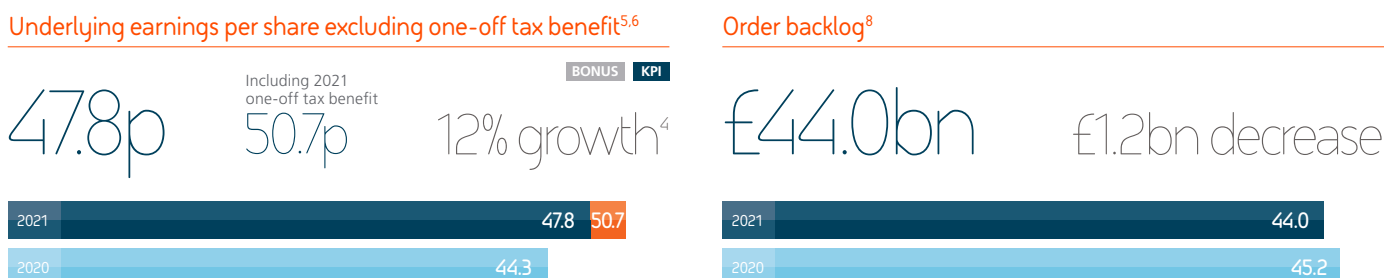 Underlying earnings per share excluding one-off tax benefit5,6
BONUS KPI
47.8p
Including 2021
one-off tax benefit
50.7p
12% growth4
2021 47.8 50.7
2020 44.3
Order backlog8
£44.0bn
£1.2bn decrease
2021 44.0
2020 45.2